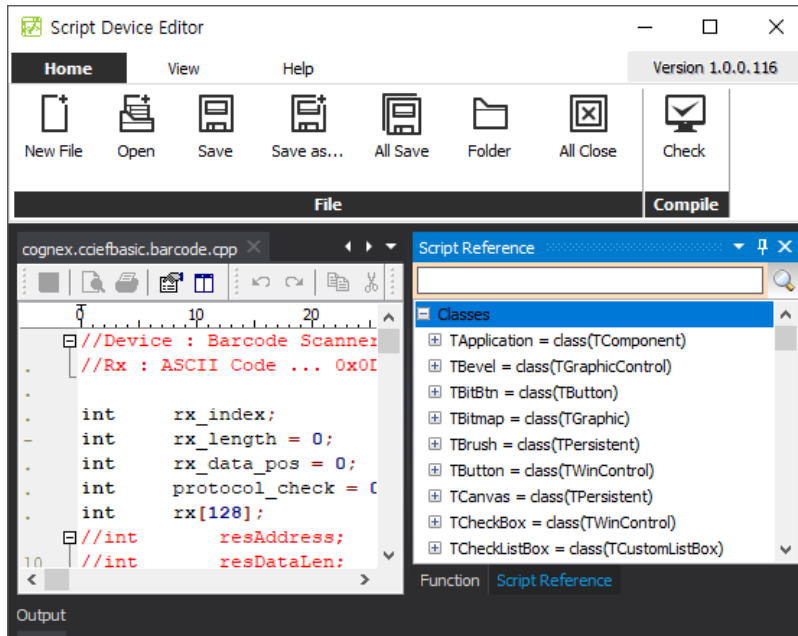 Script Device Editor
Home View Help Version 1.0.0.116
New File Open Save Save as... All Save Folder All Close Check
File Compile
cognex.cciefbasic.barcode.cpp
Script Reference
0 10 20
//Device : Barcode Scanner
//Rx : ASCII Code ... 0x0D
int rx_index;
int rx_length = 0;
int rx_data_pos = 0;
int protocol_check =
int rx[128];
//int resAddress;
10 //int resDataLen;
Classes
TApplication = class(TComponent)
TBevel = class(TGraphicControl)
TBitBtn = class(TButton)
TBitmap = class(TGraphic)
TBrush = class(TPersistent)
TButton = class(TWinControl)
TCanvas = class(TPersistent)
TCheckBox = class(TWinControl)
TCheckListBox = class(TCustomListBox)
Function Script Reference
Output